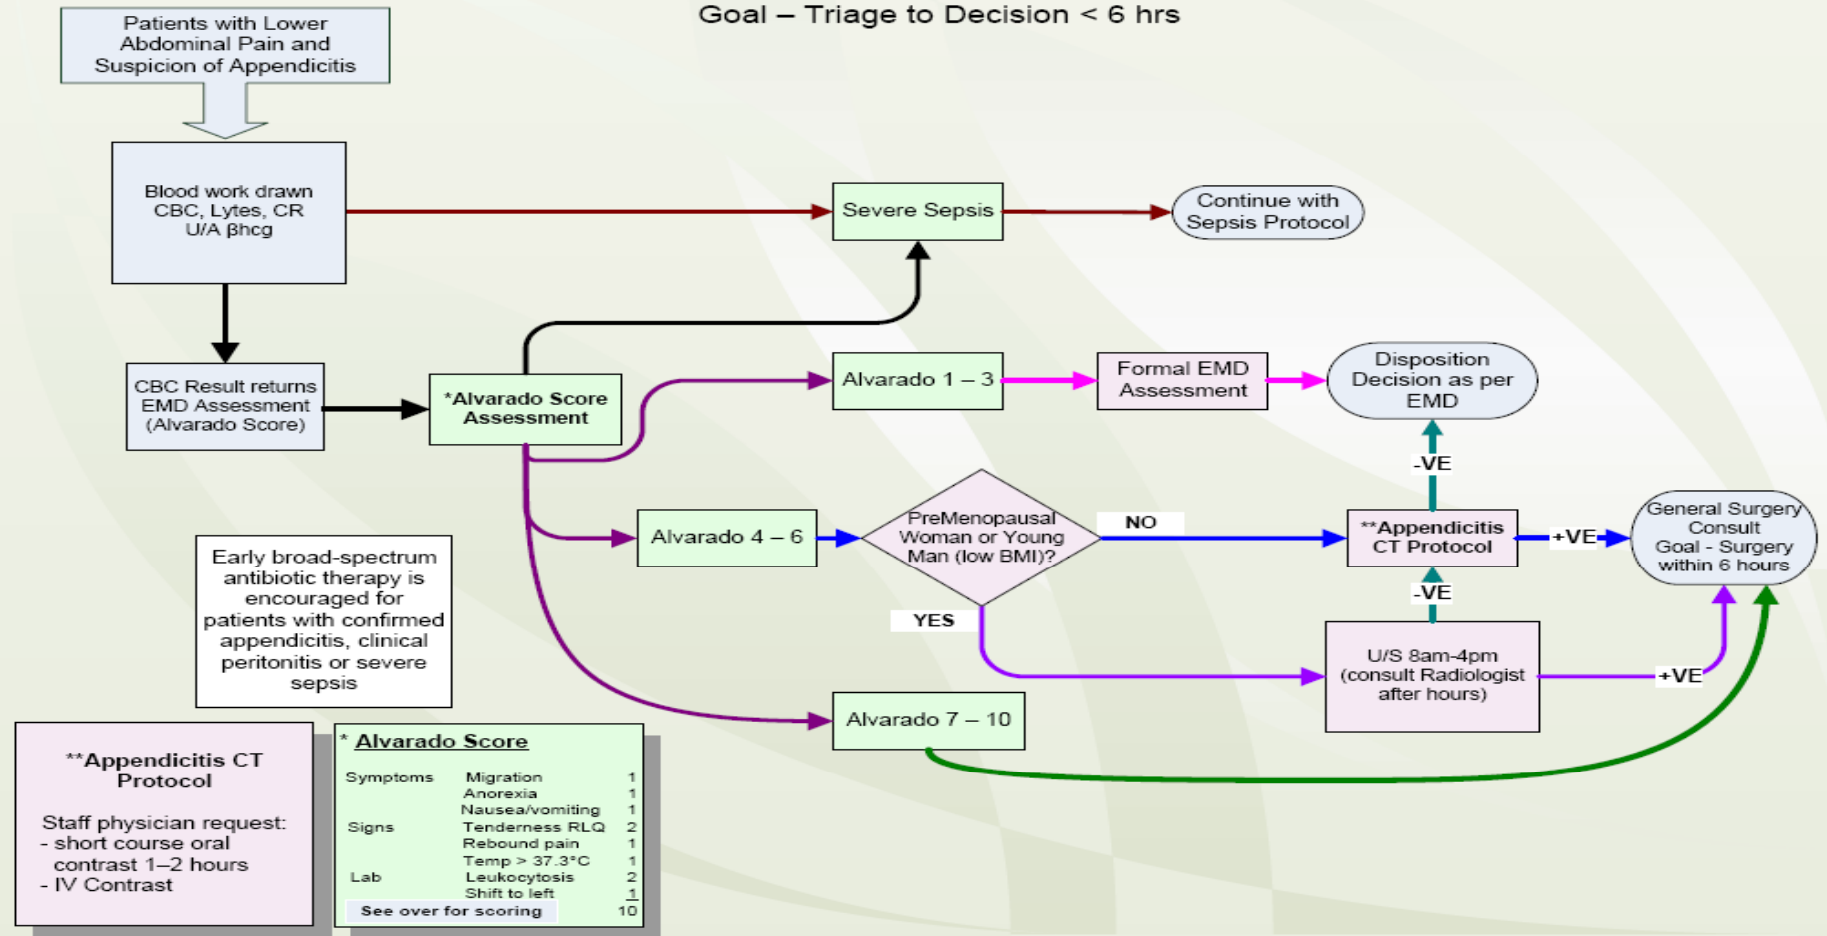 Goal – Triage to Decision < 6 hrs
Patients with Lower
Abdominal Pain and
Suspicion of Appendicitis
Blood work drawn
CBC, Lytes, CR
U/A βhcg
Severe Sepsis
Continue with
Sepsis Protocol
CBC Result returns
EMD Assessment
(Alvarado Score)
*Alvarado Score
Assessment
Alvarado 1 – 3
Formal EMD
Assessment
Disposition
Decision as per
EMD
-VE
Alvarado 4 – 6
PreMenopausal
Woman or Young
Man (low BMI)?
NO
**Appendicitis
CT Protocol
+VE
General Surgery
Consult
Goal - Surgery
within 6 hours
-VE
YES
U/S 8am-4pm
(consult Radiologist
after hours)
+VE
Alvarado 7 – 10
Early broad-spectrum
antibiotic therapy is
encouraged for
patients with confirmed
appendicitis, clinical
peritonitis or severe
sepsis
**Appendicitis CT
Protocol
Staff physician request:
- short course oral
contrast 1–2 hours
- IV Contrast
* Alvarado Score
Symptoms Migration 1
Anorexia 1
Nausea/vomiting 1
Signs Tenderness RLQ 2
Rebound pain 1
Temp > 37.3°C 1
Lab Leukocytosis 2
Shift to left 1
See over for scoring 10